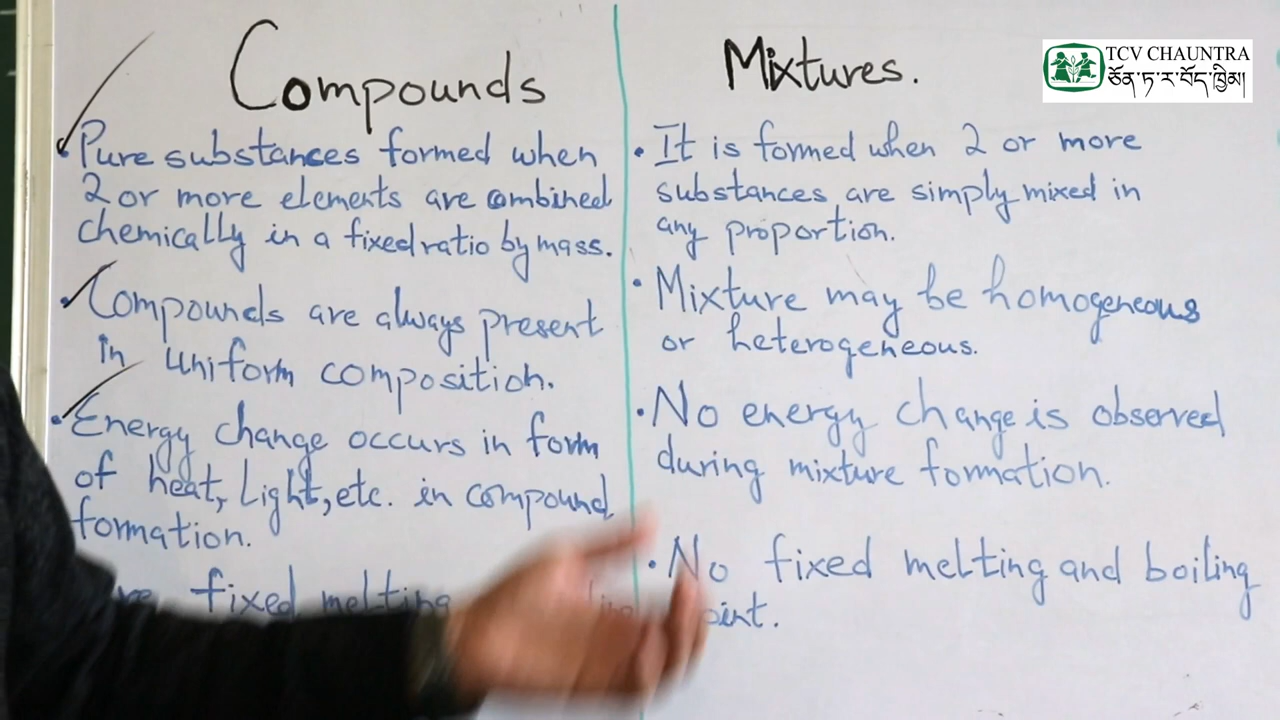 Compounds
• Pure substances formed when
2 or more elements are combined
chemically in a fixed ratio by mass.
• Compounds are always present
in uniform composition.
• Energy change occurs in form
of heat, Light, etc. in compound
formation.
fixed melting
Mixtures.
• It is formed when 2 or more
substances are simply mixed in
any proportion.
• Mixture may be homogeneous
or heterogeneous.
• No energy change is observed
during mixture formation.
• No fixed melting and boiling
point.
TCV CHAUNTRA
ཅོན་ཏ་ར་བོད་ཁྱིམ།